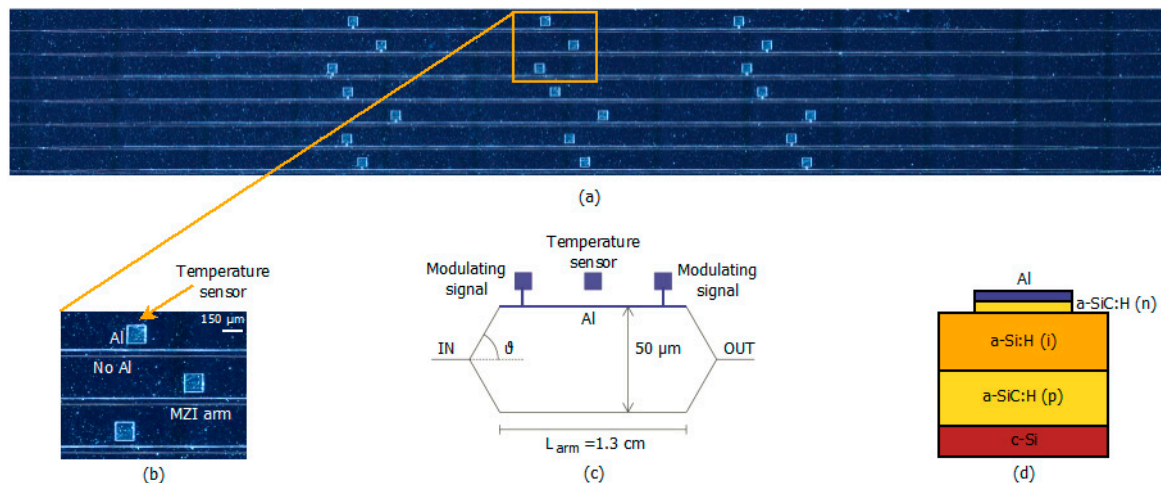 (a)
Temperature
sensor
150 µm
Al
No Al
MZI arm
(b)
Temperature
sensor
Modulating
signal
Modulating
signal
Al
IN
ϑ
50 µm
OUT
L arm =1.3 cm
(c)
Al
a-SiC:H (n)
a-Si:H (i)
a-SiC:H (p)
c-Si
(d)